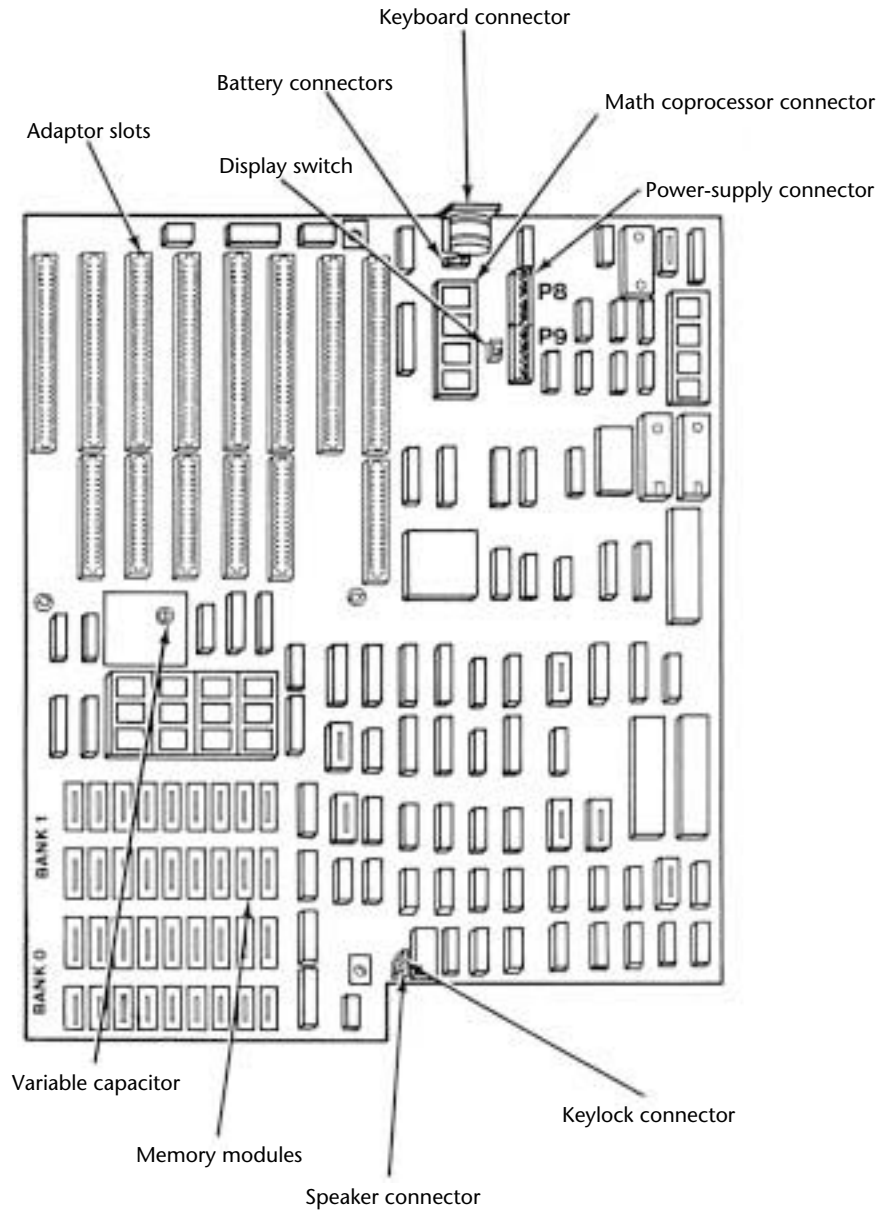 Keyboard connector
Battery connectors
Math coprocessor connector
Adaptor slots
Display switch
Power-supply connector
P8
P9
BANK 1
BANK 0
Variable capacitor
Keylock connector
Memory modules
Speaker connector